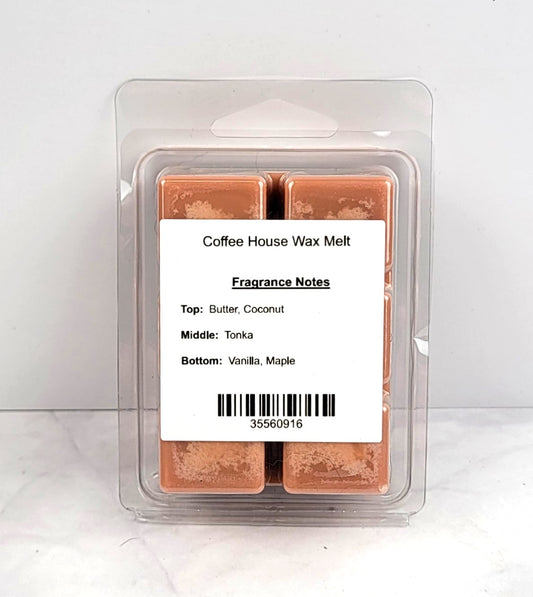 Coffee House Wax Melt
Fragrance Notes
Top: Butter, Coconut
Middle: Tonka
Bottom: Vanilla, Maple
35560916